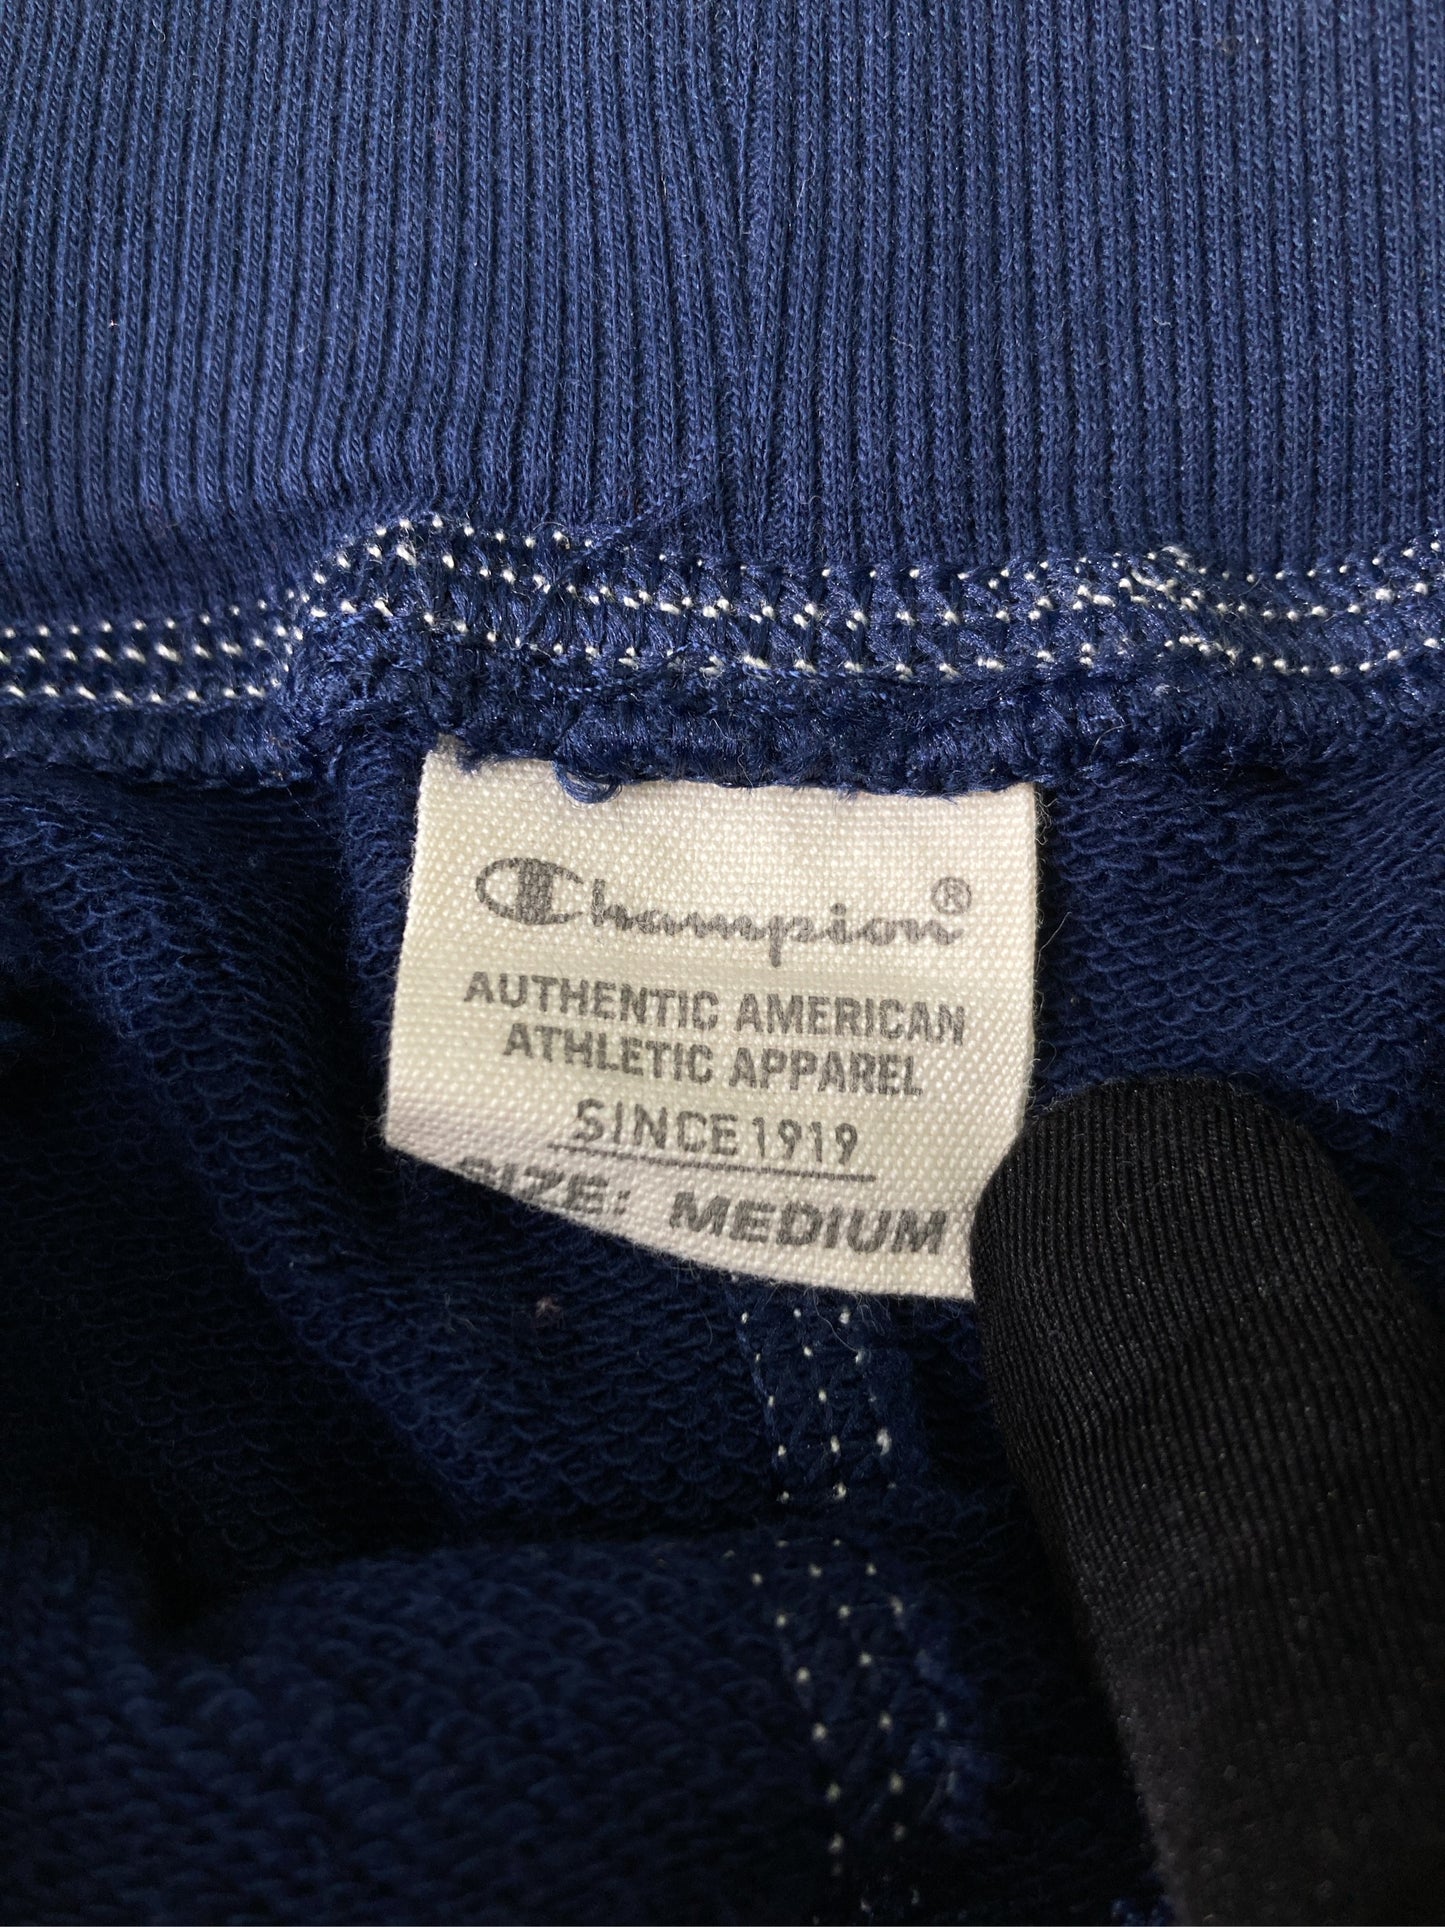 Champion®
AUTHENTIC AMERICAN
ATHLETIC APPAREL
SINCE 1919
SIZE: MEDIUM